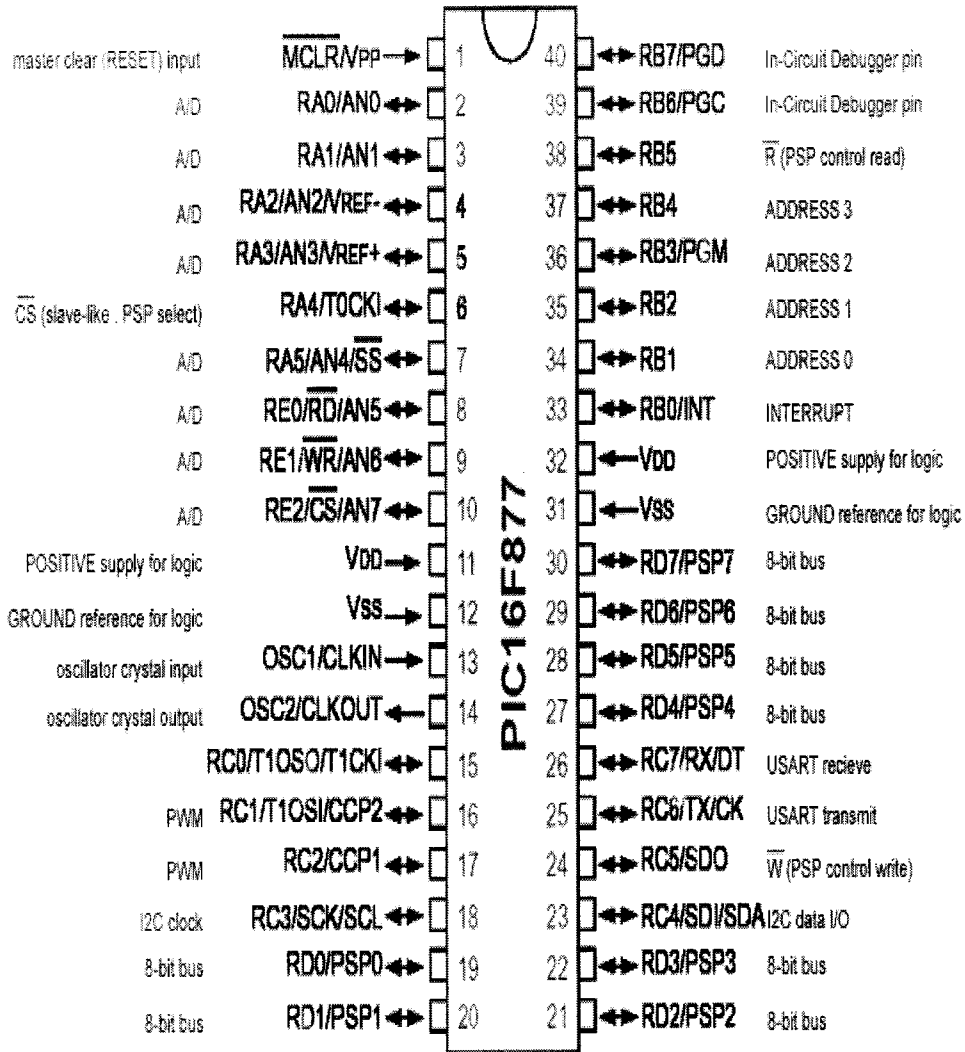 master clear (RESET) input MCLR/VPP 1 40 RB7/PGD In-Circuit Debugger pin
A/D RA0/AN0 2 39 RB6/PGC In-Circuit Debugger pin
A/D RA1/AN1 3 38 RB5 R (PSP control read)
A/D RA2/AN2/VREF- 4 37 RB4 ADDRESS 3
A/D RA3/AN3/VREF+ 5 36 RB3/PGM ADDRESS 2
CS (slave-like . PSP select) RA4/T0CKI 6 35 RB2 ADDRESS 1
A/D RA5/AN4/SS 7 34 RB1 ADDRESS 0
A/D RE0/RD/AN5 8 33 RB0/INT INTERRUPT
A/D RE1/WR/AN6 9 32 VDD POSITIVE supply for logic
A/D RE2/CS/AN7 10 31 VSS GROUND reference for logic
POSITIVE supply for logic VDD 11 30 RD7/PSP7 8-bit bus
GROUND reference for logic VSS 12 29 RD6/PSP6 8-bit bus
oscillator crystal input OSC1/CLKIN 13 28 RD5/PSP5 8-bit bus
oscillator crystal output OSC2/CLKOUT 14 27 RD4/PSP4 8-bit bus
RC0/T1OSO/T1CKI 15 26 RC7/RX/DT USART recieve
PWM RC1/T1OSI/CCP2 16 25 RC6/TX/CK USART transmit
PWM RC2/CCP1 17 24 RC5/SDO W (PSP control write)
I2C clock RC3/SCK/SCL 18 23 RC4/SDI/SDA I2C data I/O
8-bit bus RD0/PSP0 19 22 RD3/PSP3 8-bit bus
8-bit bus RD1/PSP1 20 21 RD2/PSP2 8-bit bus
PIC16F877